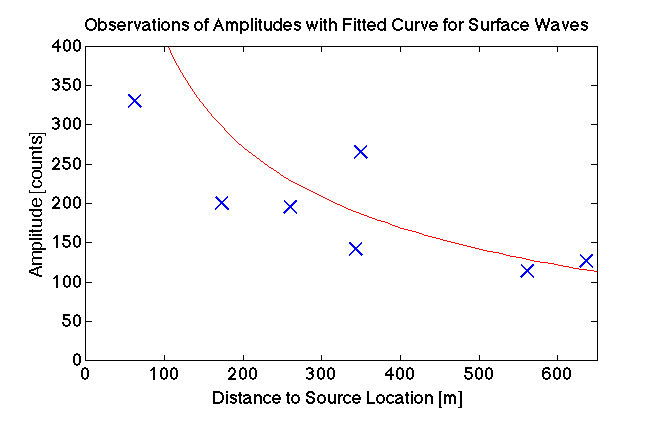 Observations of Amplitudes with Fitted Curve for Surface Waves
400
350
300
250
200
150
100
50
0
Amplitude [counts]
0 100 200 300 400 500 600
Distance to Source Location [m]